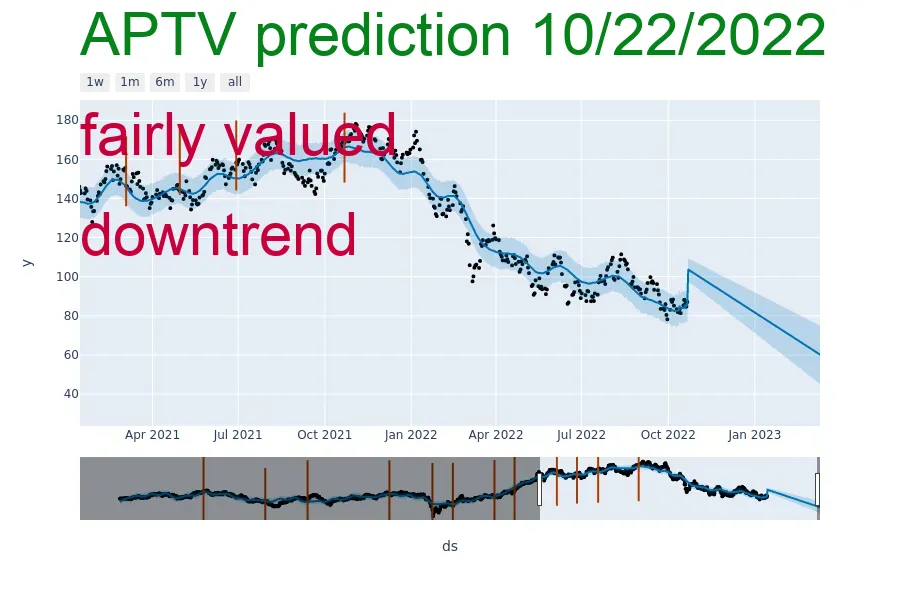 APTV prediction 10/22/2022
1w 1m 6m 1y all
fairly valued
downtrend
180
160
140
120
100
80
60
40
y
Apr 2021 Jul 2021 Oct 2021 Jan 2022 Apr 2022 Jul 2022 Oct 2022 Jan 2023
ds